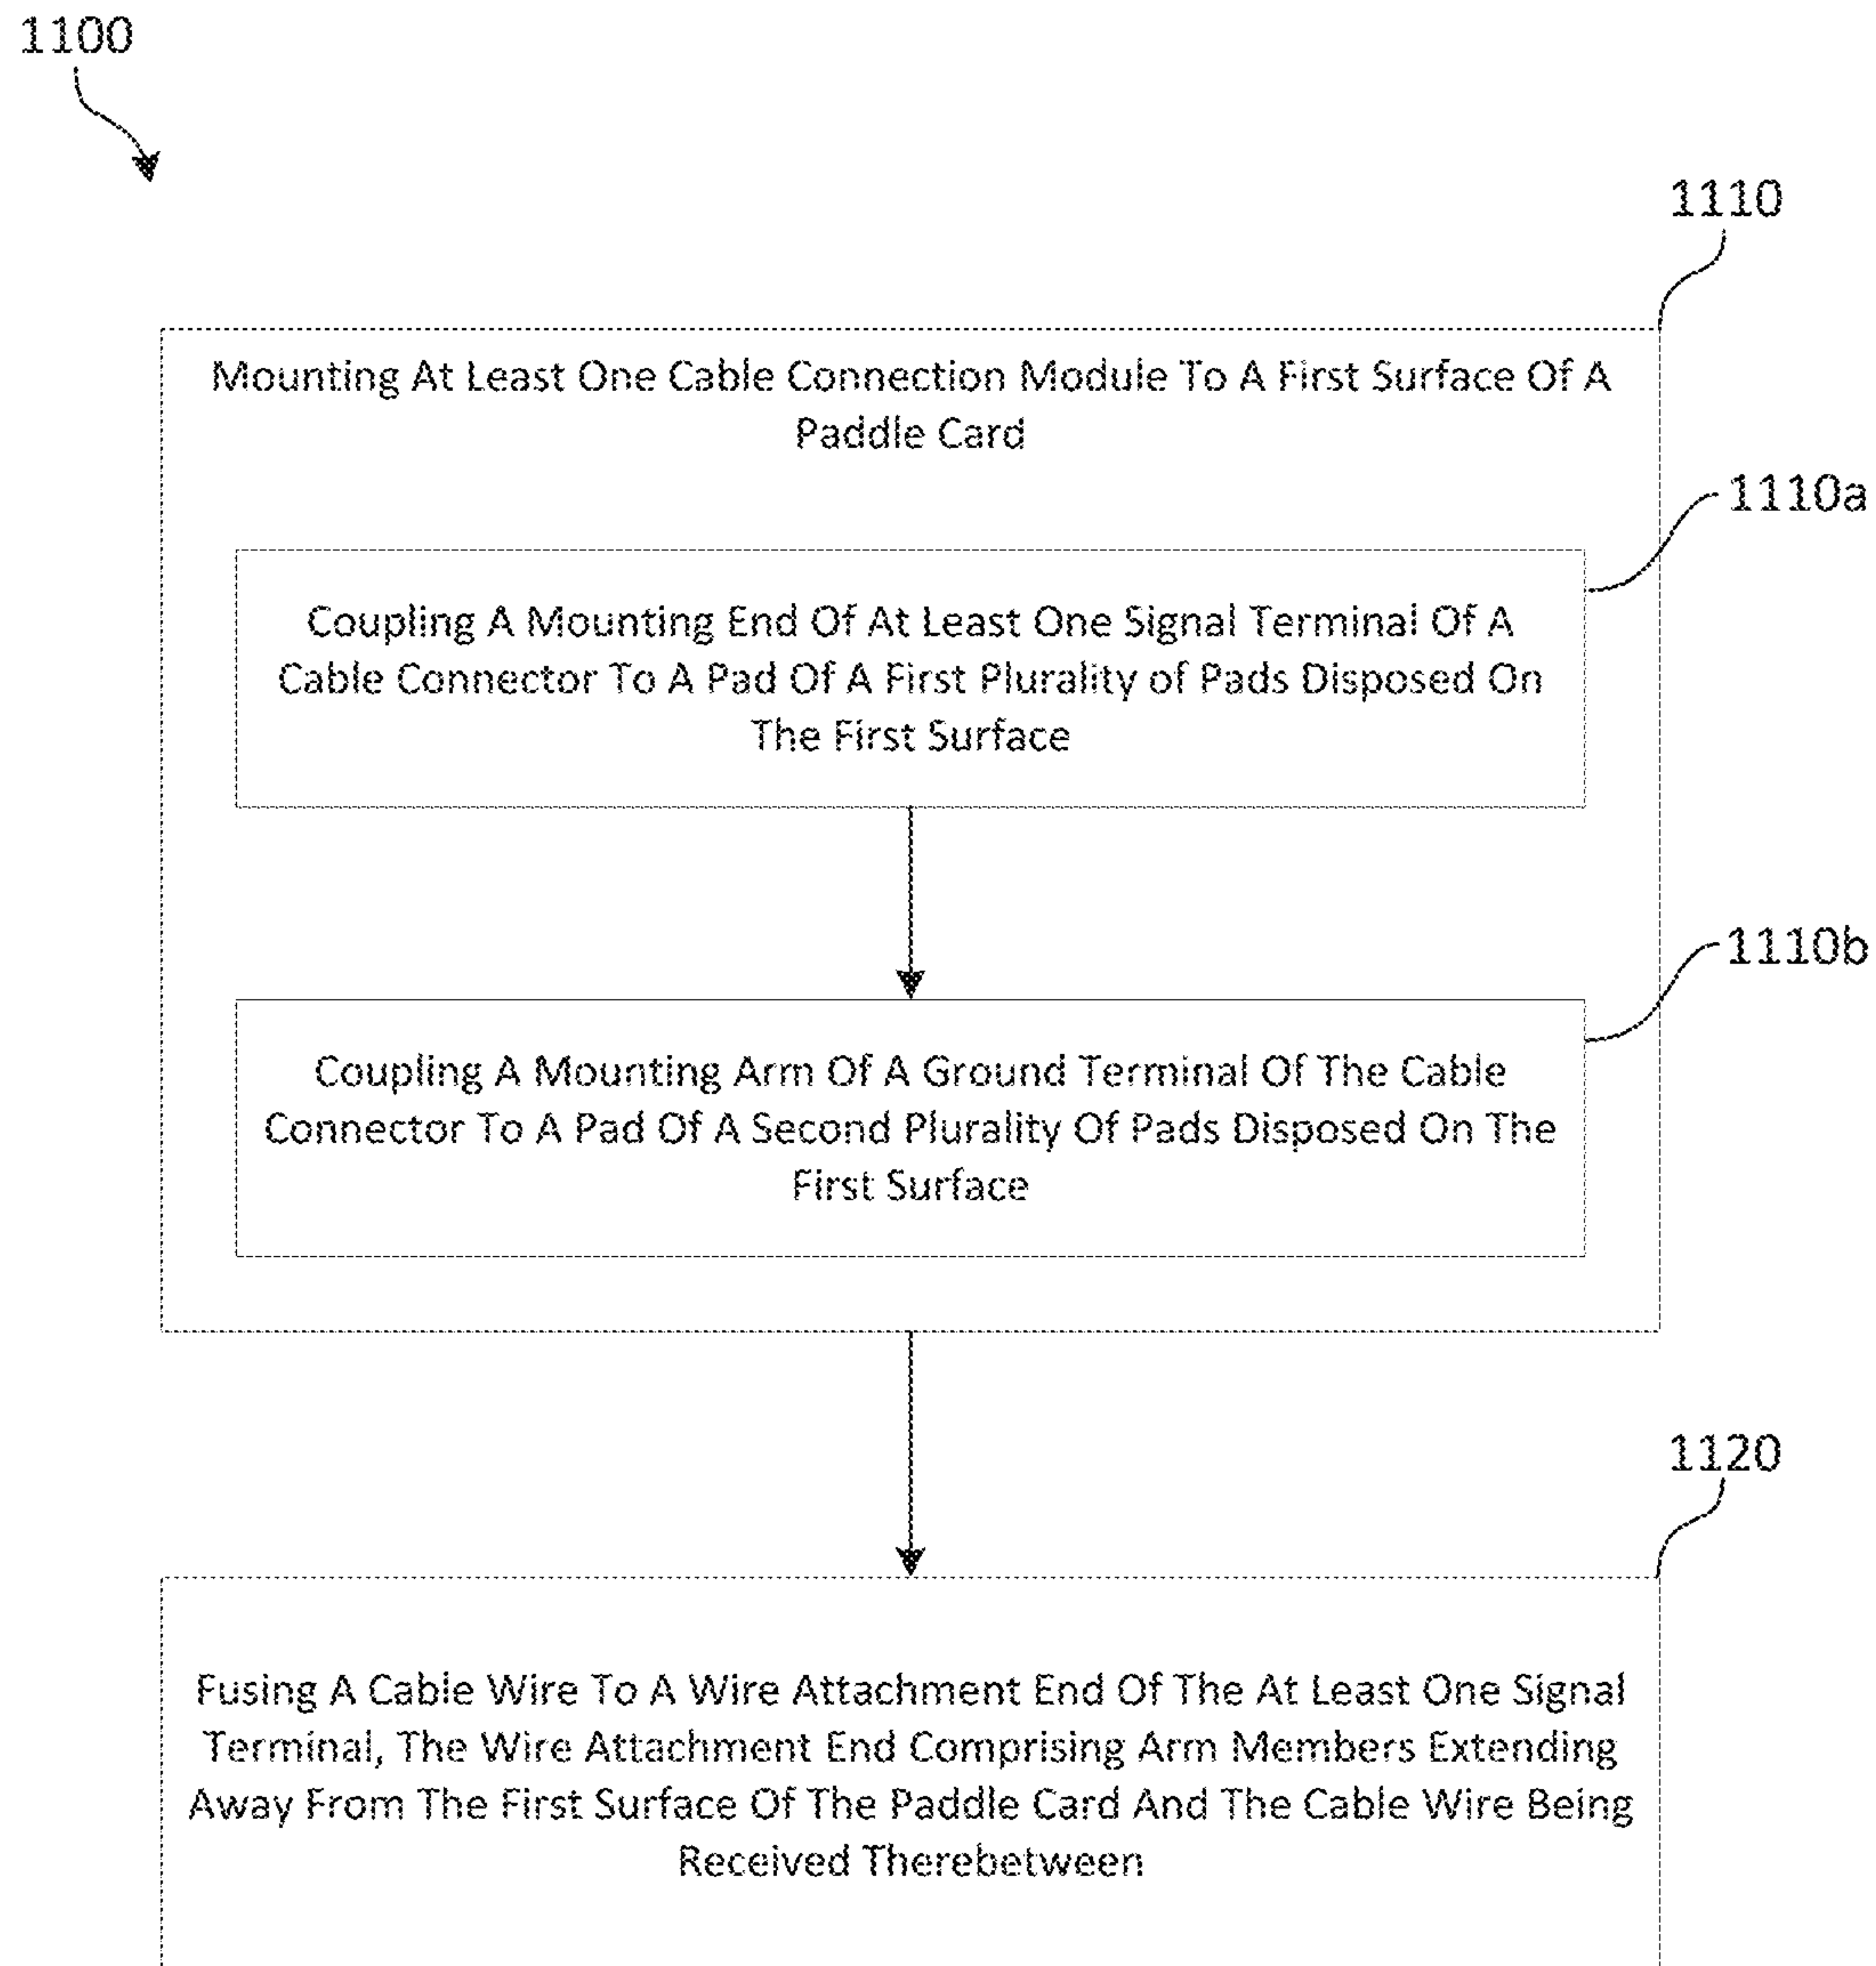 1100
1110
Mounting At Least One Cable Connection Module To A First Surface Of A
Paddle Card
1110a
Coupling A Mounting End Of At Least One Signal Terminal Of A
Cable Connector To A Pad Of A First Plurality of Pads Disposed On
The First Surface
1110b
Coupling A Mounting Arm Of A Ground Terminal Of The Cable
Connector To A Pad Of A Second Plurality Of Pads Disposed On The
First Surface
1120
Fusing A Cable Wire To A Wire Attachment End Of The At Least One Signal
Terminal, The Wire Attachment End Comprising Arm Members Extending
Away From The First Surface Of The Paddle Card And The Cable Wire Being
Received Therebetween